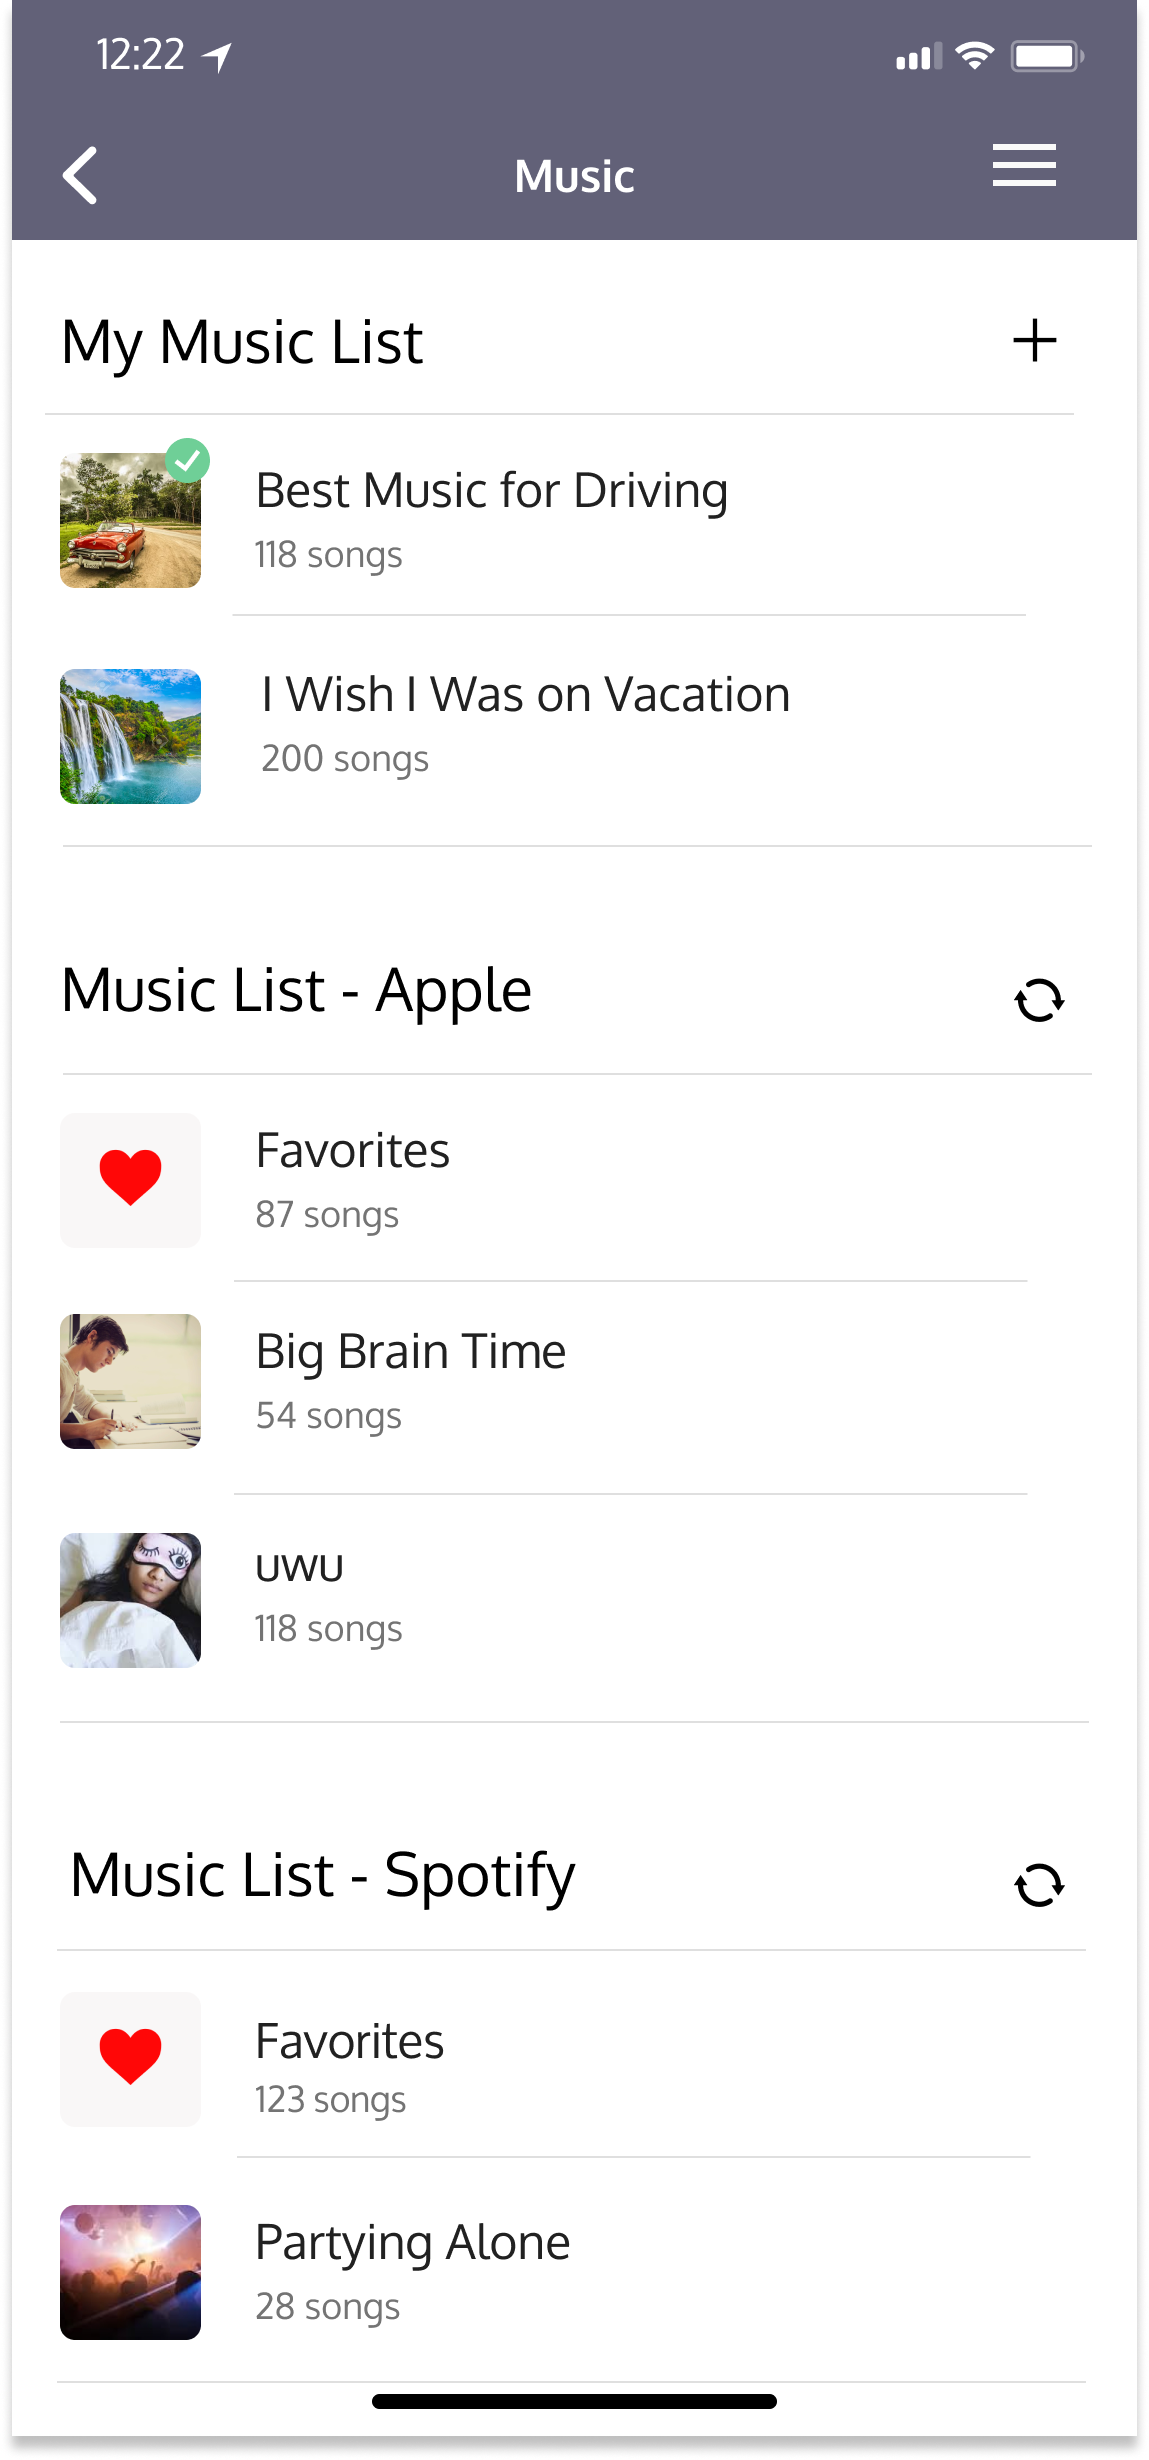 12:22
Music
My Music List
Best Music for Driving
118 songs
I Wish I Was on Vacation
200 songs
Music List - Apple
Favorites
87 songs
Big Brain Time
54 songs
UWU
118 songs
Music List - Spotify
Favorites
123 songs
Partying Alone
28 songs